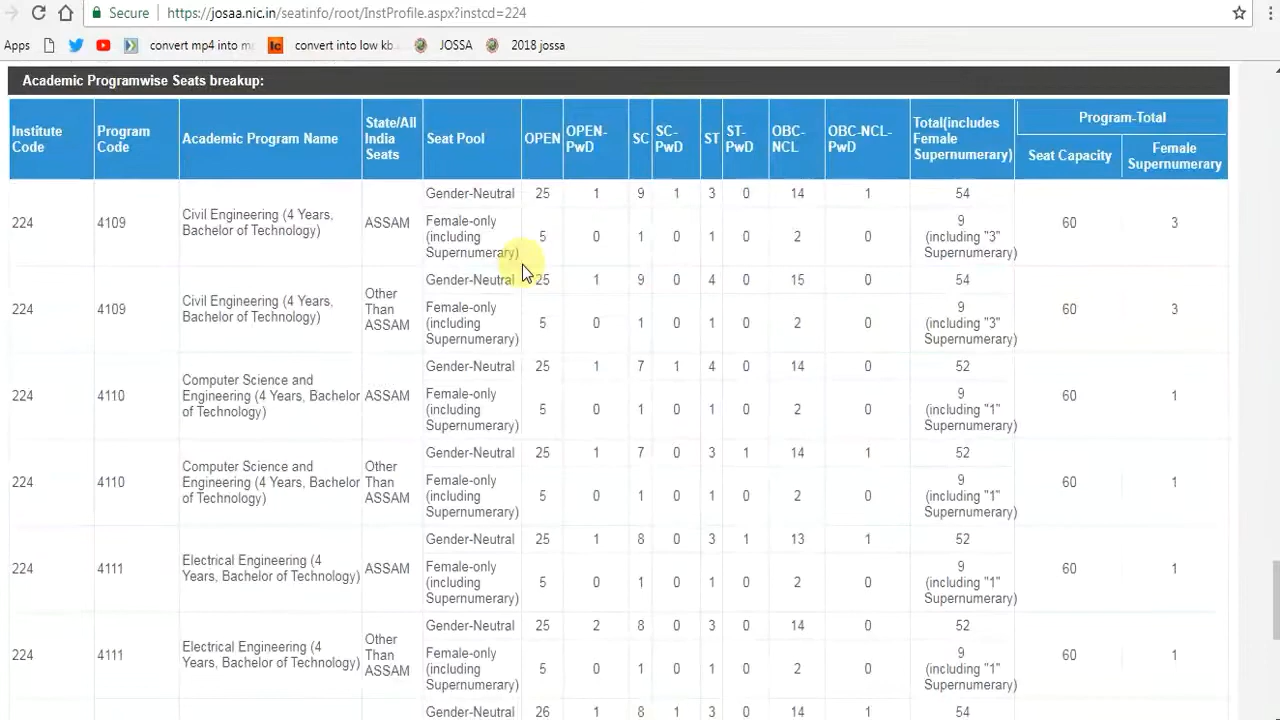 Secure https://josaa.nic.in/seatinfo/root/InstProfile.aspx?instcd=224
Apps convert mp4 into m convert into low kb JOSSA 2018 jossa
Academic Programwise Seats breakup:
Institute Code Program Code Academic Program Name State/All India Seats Seat Pool OPEN OPEN-PwD SC SC-PwD ST ST-PwD OBC-NCL OBC-NCL-PwD Total(includes Female Supernumerary) Program-Total
Seat Capacity Female Supernumerary
224 4109 Civil Engineering (4 Years, Bachelor of Technology) ASSAM Gender-Neutral 25 1 9 1 3 0 14 1 54 60 3
Female-only (including Supernumerary) 5 0 1 0 1 0 2 0 9 (including "3" Supernumerary)
224 4109 Civil Engineering (4 Years, Bachelor of Technology) Other Than ASSAM Gender-Neutral 25 1 9 0 4 0 15 0 54 60 3
Female-only (including Supernumerary) 5 0 1 0 1 0 2 0 9 (including "3" Supernumerary)
224 4110 Computer Science and Engineering (4 Years, Bachelor of Technology) ASSAM Gender-Neutral 25 1 7 1 4 0 14 0 52 60 1
Female-only (including Supernumerary) 5 0 1 0 1 0 2 0 9 (including "1" Supernumerary)
224 4110 Computer Science and Engineering (4 Years, Bachelor of Technology) Other Than ASSAM Gender-Neutral 25 1 7 0 3 1 14 1 52 60 1
Female-only (including Supernumerary) 5 0 1 0 1 0 2 0 9 (including "1" Supernumerary)
224 4111 Electrical Engineering (4 Years, Bachelor of Technology) ASSAM Gender-Neutral 25 1 8 0 3 1 13 1 52 60 1
Female-only (including Supernumerary) 5 0 1 0 1 0 2 0 9 (including "1" Supernumerary)
224 4111 Electrical Engineering (4 Years, Bachelor of Technology) Other Than ASSAM Gender-Neutral 25 2 8 0 3 0 14 0 52 60 1
Female-only (including Supernumerary) 5 0 1 0 1 0 2 0 9 (including "1" Supernumerary)
Gender-Neutral 26 1 8 1 3 0 14 1 54